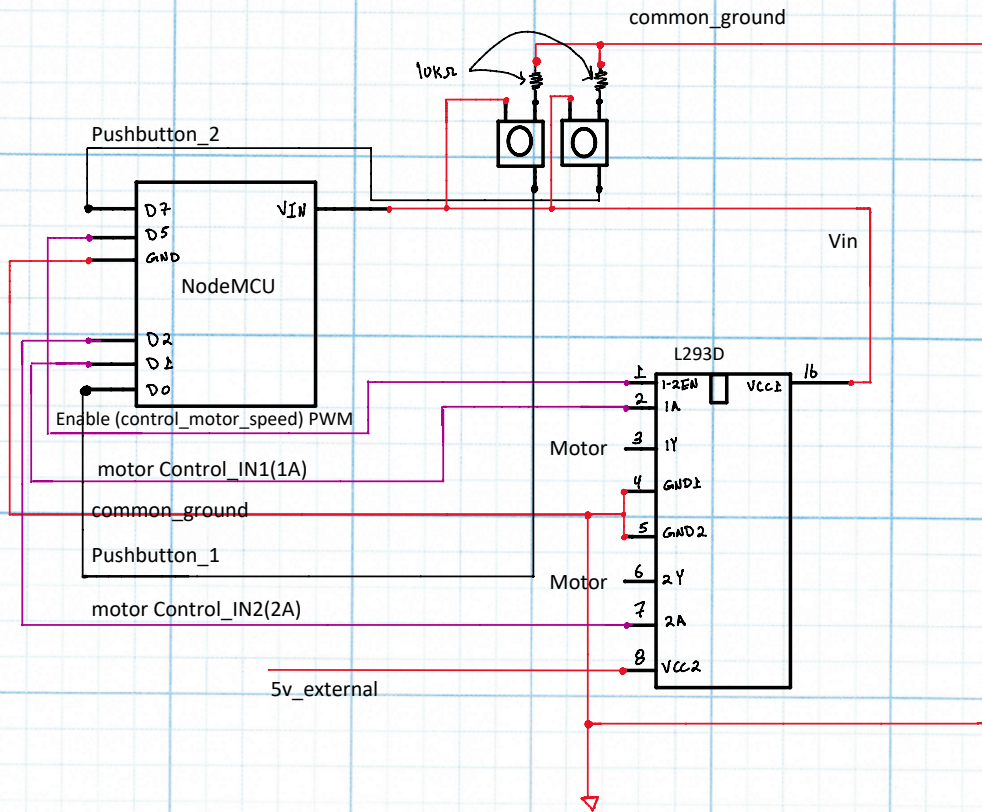 common_ground
10kΩ
Pushbutton_2
D7
VIN
D5
GND
NodeMCU
D2
D1
D0
Vin
L293D
1
1-2EN
VCC1
16
2
1A
Enable (control_motor_speed) PWM
Motor
3
1Y
motor Control_IN1(1A)
4
GND1
common_ground
5
GND2
Pushbutton_1
Motor
6
2Y
motor Control_IN2(2A)
7
2A
8
VCC2
5v_external